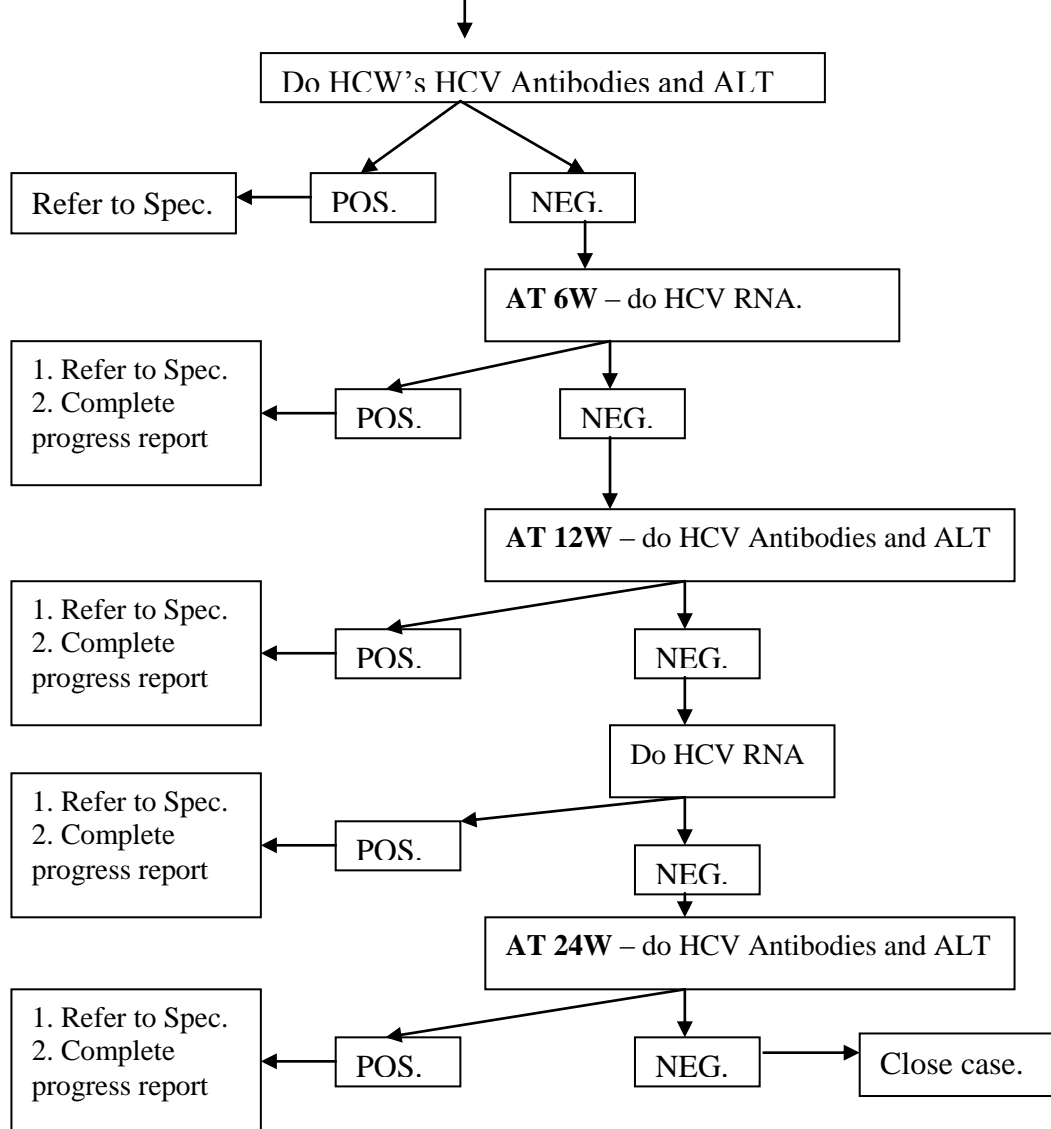 Do HCW's HCV Antibodies and ALT
Refer to Spec.
POS.
NEG.
AT 6W – do HCV RNA.
1. Refer to Spec.
2. Complete
progress report
POS.
NEG.
AT 12W – do HCV Antibodies and ALT
1. Refer to Spec.
2. Complete
progress report
POS.
NEG.
Do HCV RNA
1. Refer to Spec.
2. Complete
progress report
POS.
NEG.
AT 24W – do HCV Antibodies and ALT
1. Refer to Spec.
2. Complete
progress report
POS.
NEG.
Close case.